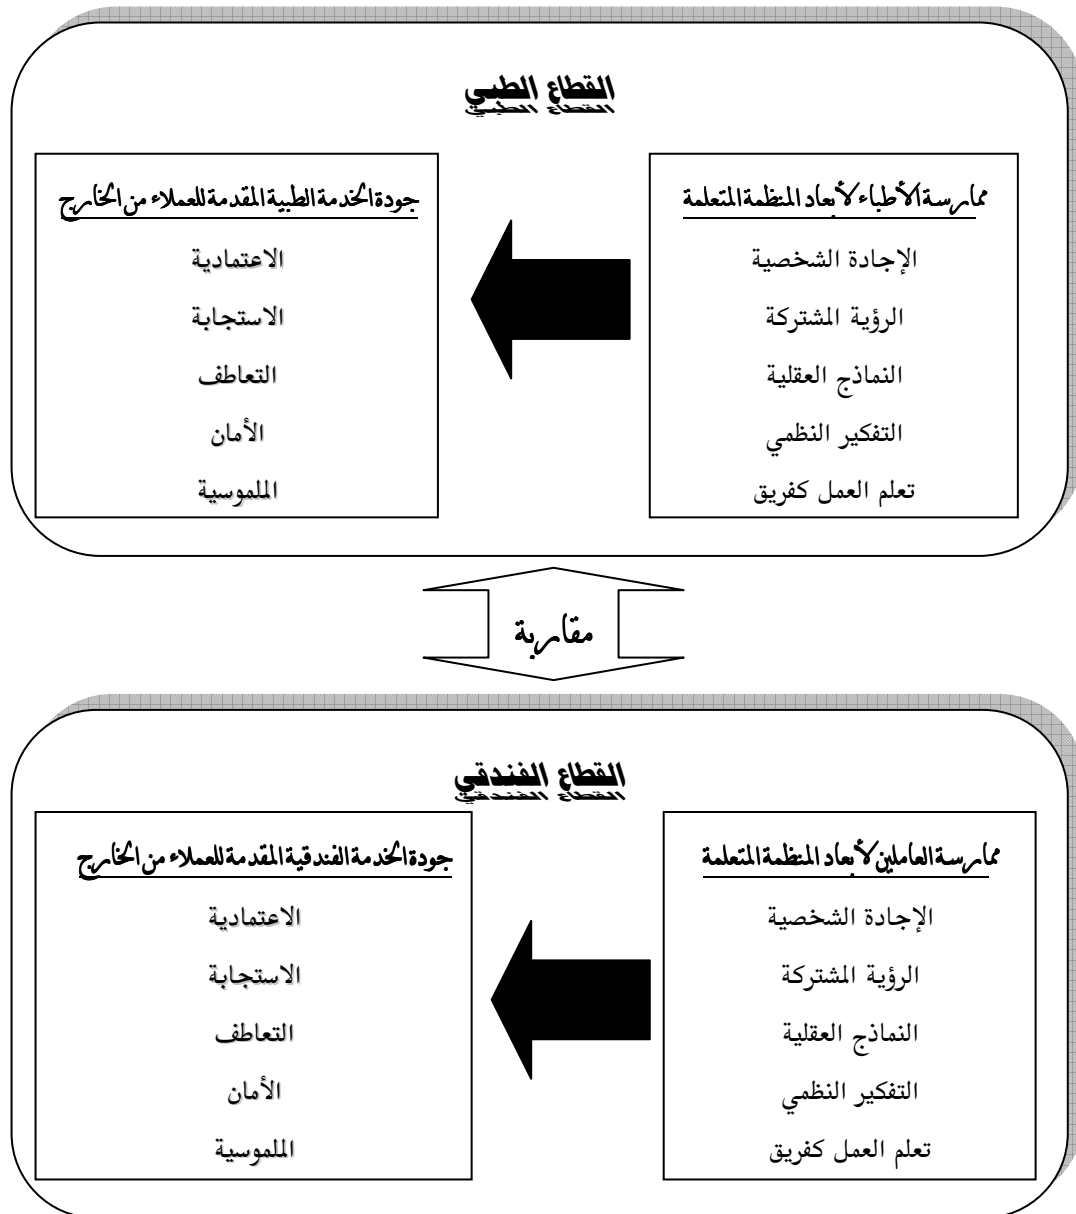 القطاع الطبي
ممارسة الأطباء لأبعاد المنظمة المتعلمة
الإجادة الشخصية
الرؤية المشتركة
النماذج العقلية
التفكير النظمي
تعلم العمل كفريق
جودة الخدمة الطبية المقدمة للعملاء من الخارج
الاعتمادية
الاستجابة
التعاطف
الأمان
الملموسية
مقاربة
القطاع الفندقي
ممارسة العاملين لأبعاد المنظمة المتعلمة
الإجادة الشخصية
الرؤية المشتركة
النماذج العقلية
التفكير النظمي
تعلم العمل كفريق
جودة الخدمة الفندقية المقدمة للعملاء من الخارج
الاعتمادية
الاستجابة
التعاطف
الأمان
الملموسية